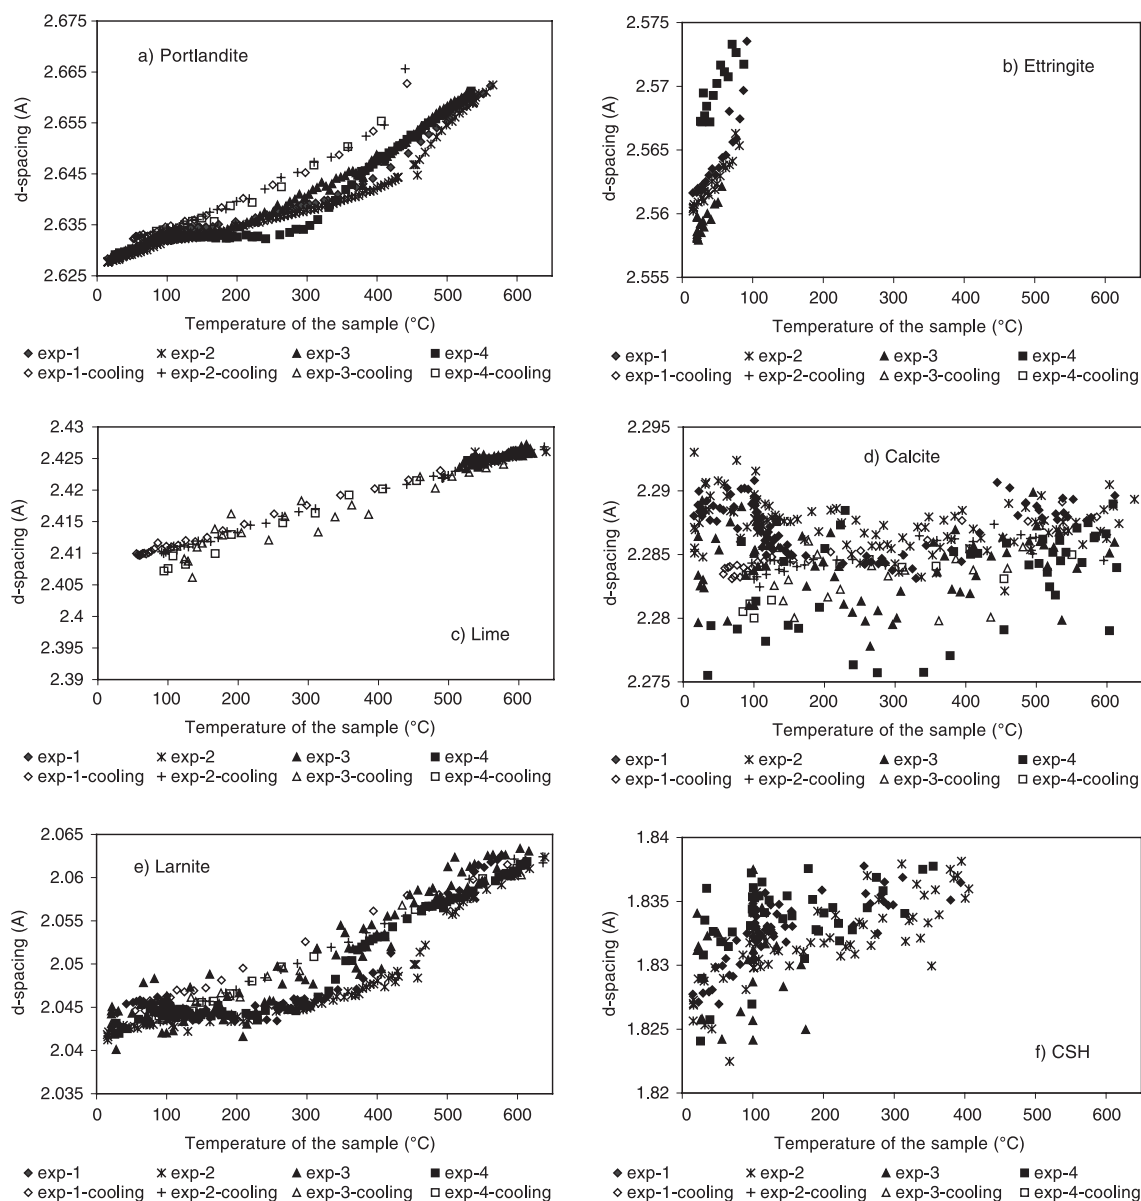 2.675
2.665
2.655
2.645
2.635
2.625
d-spacing (A)
a) Portlandite
0 100 200 300 400 500 600
Temperature of the sample (°C)
exp-1 exp-2 exp-3 exp-4
exp-1-cooling exp-2-cooling exp-3-cooling exp-4-cooling
2.575
2.57
2.565
2.56
2.555
d-spacing (A)
b) Ettringite
0 100 200 300 400 500 600
Temperature of the sample (°C)
exp-1 exp-2 exp-3 exp-4
exp-1-cooling exp-2-cooling exp-3-cooling exp-4-cooling
2.43
2.425
2.42
2.415
2.41
2.405
2.4
2.395
2.39
d-spacing (A)
c) Lime
0 100 200 300 400 500 600
Temperature of the sample (°C)
exp-1 exp-2 exp-3 exp-4
exp-1-cooling exp-2-cooling exp-3-cooling exp-4-cooling
2.295
2.29
2.285
2.28
2.275
d-spacing (A)
d) Calcite
0 100 200 300 400 500 600
Temperature of the sample (°C)
exp-1 exp-2 exp-3 exp-4
exp-1-cooling exp-2-cooling exp-3-cooling exp-4-cooling
2.065
2.06
2.055
2.05
2.045
2.04
2.035
d-spacing (A)
e) Larnite
0 100 200 300 400 500 600
Temperature of the sample (°C)
exp-1 exp-2 exp-3 exp-4
exp-1-cooling exp-2-cooling exp-3-cooling exp-4-cooling
1.84
1.835
1.83
1.825
1.82
d-spacing (A)
f) CSH
0 100 200 300 400 500 600
Temperature of the sample (°C)
exp-1 exp-2 exp-3 exp-4
exp-1-cooling exp-2-cooling exp-3-cooling exp-4-cooling